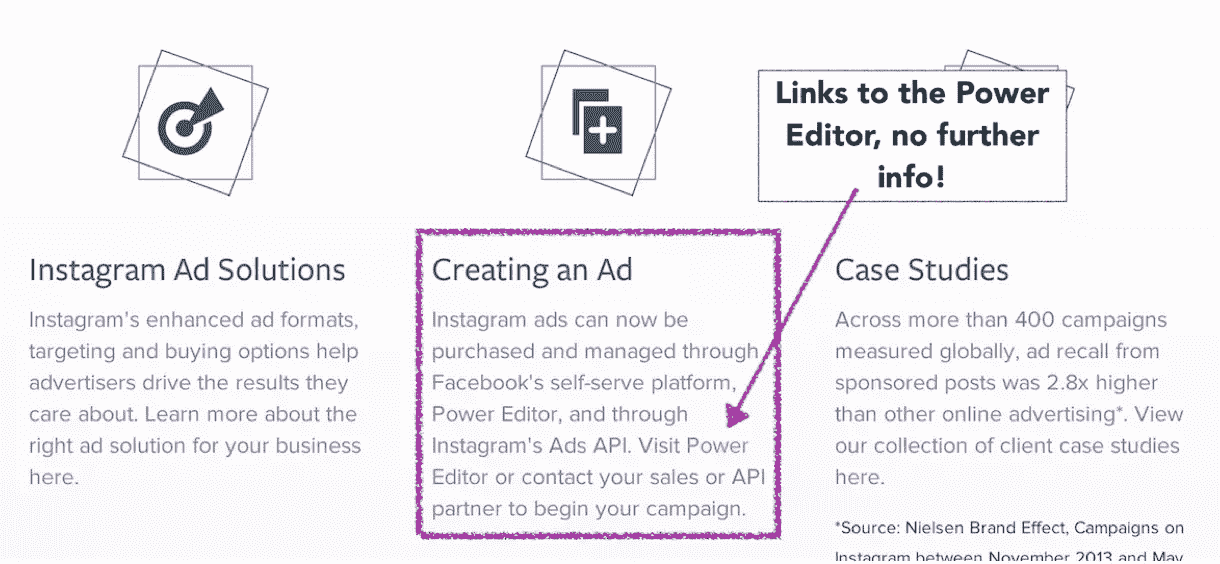 Links to the Power
Editor, no further
info!
Instagram Ad Solutions
Instagram's enhanced ad formats,
targeting and buying options help
advertisers drive the results they
care about. Learn more about the
right ad solution for your business
here.
Creating an Ad
Instagram ads can now be
purchased and managed through
Facebook's self-serve platform,
Power Editor, and through
Instagram's Ads API. Visit Power
Editor or contact your sales or API
partner to begin your campaign.
Case Studies
Across more than 400 campaigns
measured globally, ad recall from
sponsored posts was 2.8x higher
than other online advertising*. View
our collection of client case studies
here.
*Source: Nielsen Brand Effect, Campaigns on
Instagram between November 2013 and May